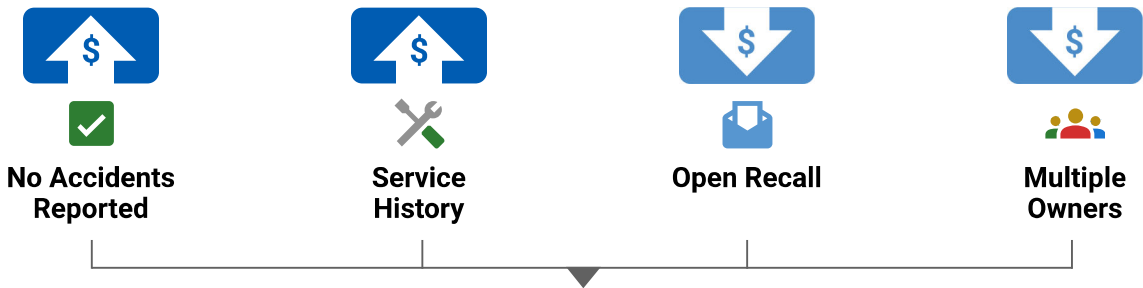 $
$
$
$
No Accidents
Reported
Service
History
Open Recall
Multiple
Owners